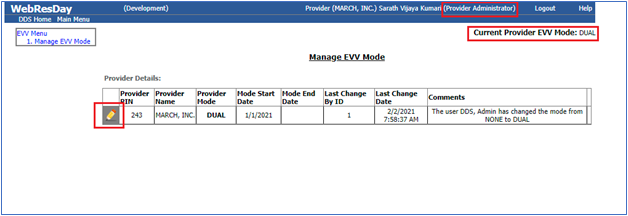 WebResDay (Development) Provider (MARCH, INC.) Sarath Vijaya Kumari (Provider Administrator) Logout Help
DDS Home Main Menu
EVV Menu
1. Manage EVV Mode
Current Provider EVV Mode: DUAL
Manage EVV Mode
Provider Details:
Provider PIN Provider Name Provider Mode Mode Start Date Mode End Date Last Change By ID Last Change Date Comments
243 MARCH, INC. DUAL 1/1/2021 1 2/2/2021 7:58:37 AM The user DDS, Admin has changed the mode from NONE to DUAL